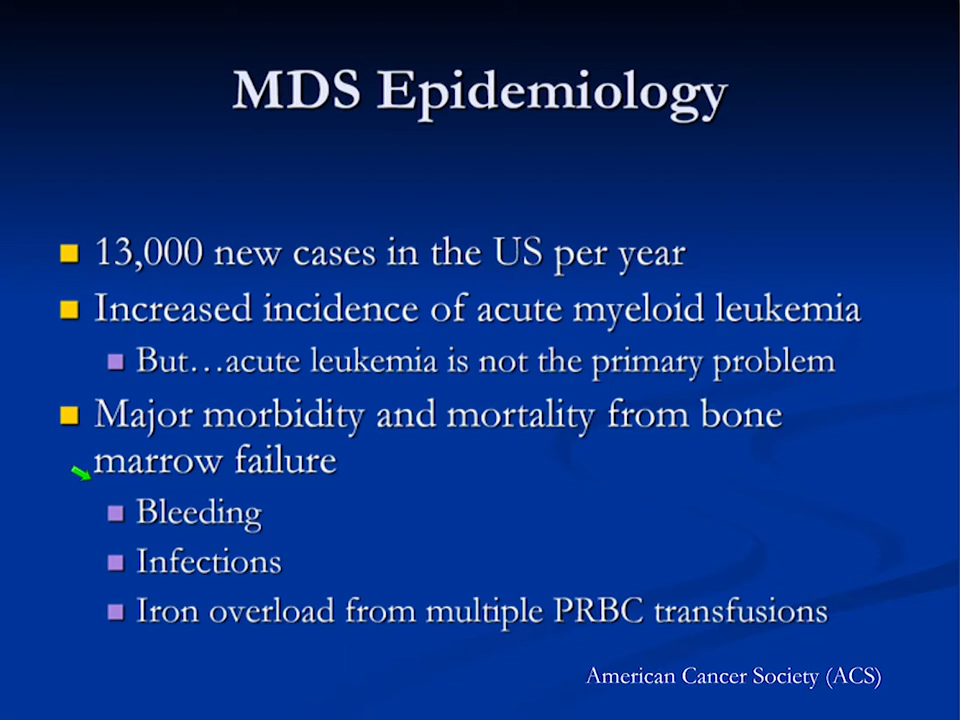 MDS Epidemiology
13,000 new cases in the US per year
Increased incidence of acute myeloid leukemia
But…acute leukemia is not the primary problem
Major morbidity and mortality from bone
marrow failure
Bleeding
Infections
Iron overload from multiple PRBC transfusions
American Cancer Society (ACS)